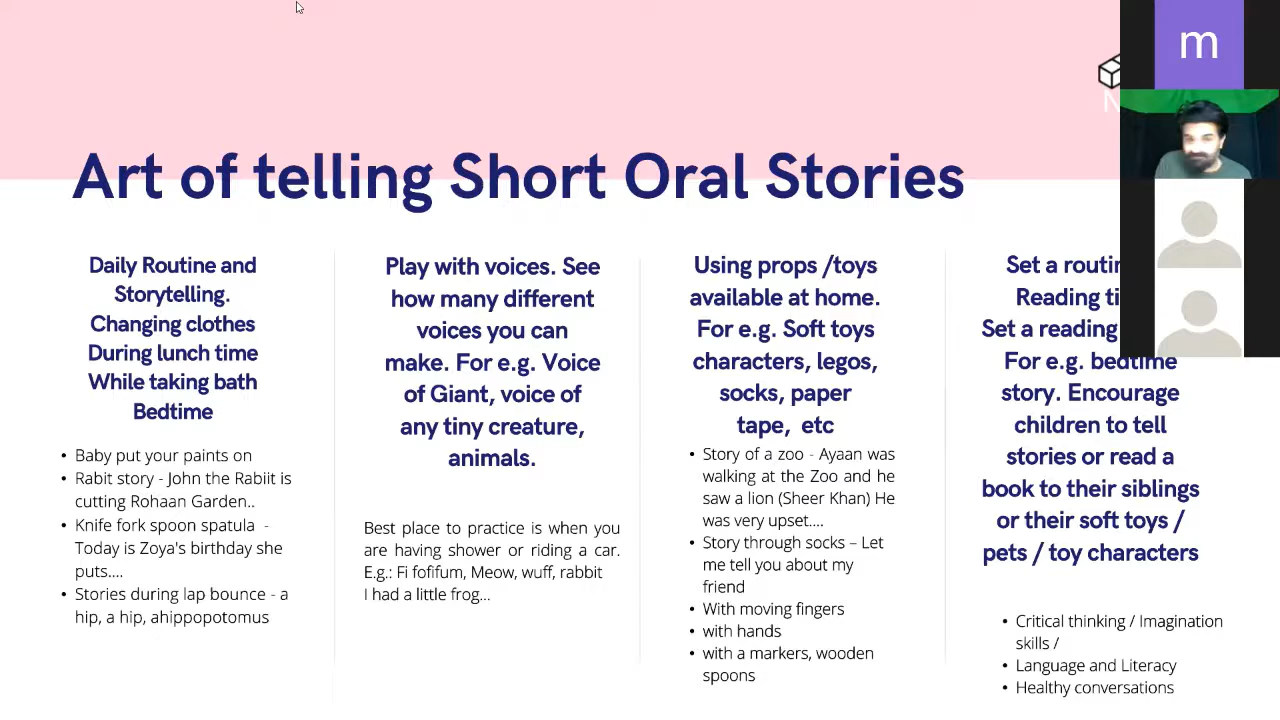 m
N
Art of telling Short Oral Stories
Daily Routine and
Storytelling.
Changing clothes
During lunch time
While taking bath
Bedtime
• Baby put your paints on
• Rabit story - John the Rabiit is
cutting Rohaan Garden..
• Knife fork spoon spatula -
Today is Zoya's birthday she
puts....
• Stories during lap bounce - a
hip, a hip, ahippopotomus
Play with voices. See
how many different
voices you can
make. For e.g. Voice
of Giant, voice of
any tiny creature,
animals.
Best place to practice is when you
are having shower or riding a car.
E.g.: Fi fofifum, Meow, wuff, rabbit
I had a little frog...
Using props /toys
available at home.
For e.g. Soft toys
characters, legos,
socks, paper
tape, etc
• Story of a zoo - Ayaan was
walking at the Zoo and he
saw a lion (Sheer Khan) He
was very upset....
• Story through socks – Let
me tell you about my
friend
• With moving fingers
• with hands
• with a markers, wooden
spoons
Set a
Reading
Set a reading
For e.g. bedtime
story. Encourage
children to tell
stories or read a
book to their siblings
or their soft toys /
pets / toy characters
• Critical thinking / Imagination
skills /
• Language and Literacy
• Healthy conversations